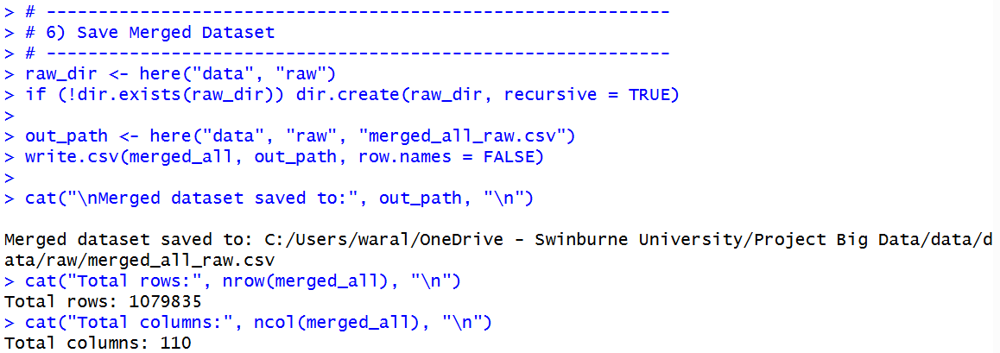 > # ------------------------------------------------------------
> # 6) Save Merged Dataset
> # ------------------------------------------------------------
> raw_dir <- here("data", "raw")
> if (!dir.exists(raw_dir)) dir.create(raw_dir, recursive = TRUE)
>
> out_path <- here("data", "raw", "merged_all_raw.csv")
> write.csv(merged_all, out_path, row.names = FALSE)
>
> cat("\nMerged dataset saved to:", out_path, "\n")

Merged dataset saved to: C:/Users/waral/OneDrive - Swinburne University/Project Big Data/data/d
ata/raw/merged_all_raw.csv
> cat("Total rows:", nrow(merged_all), "\n")
Total rows: 1079835
> cat("Total columns:", ncol(merged_all), "\n")
Total columns: 110